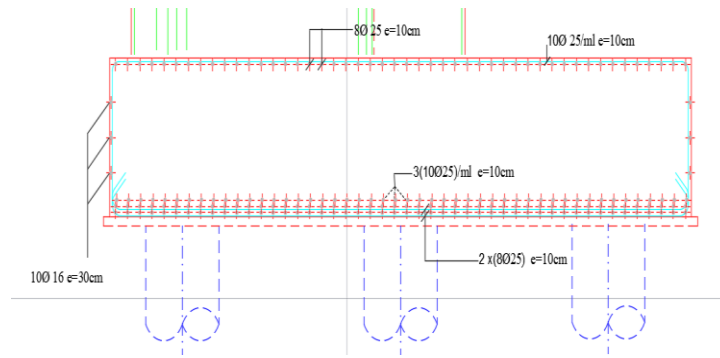 8Ø 25 e=10cm
10Ø 25/ml e=10cm
3(10Ø25)/ml e=10cm
2 x(8Ø25) e=10cm
10Ø 16 e=30cm